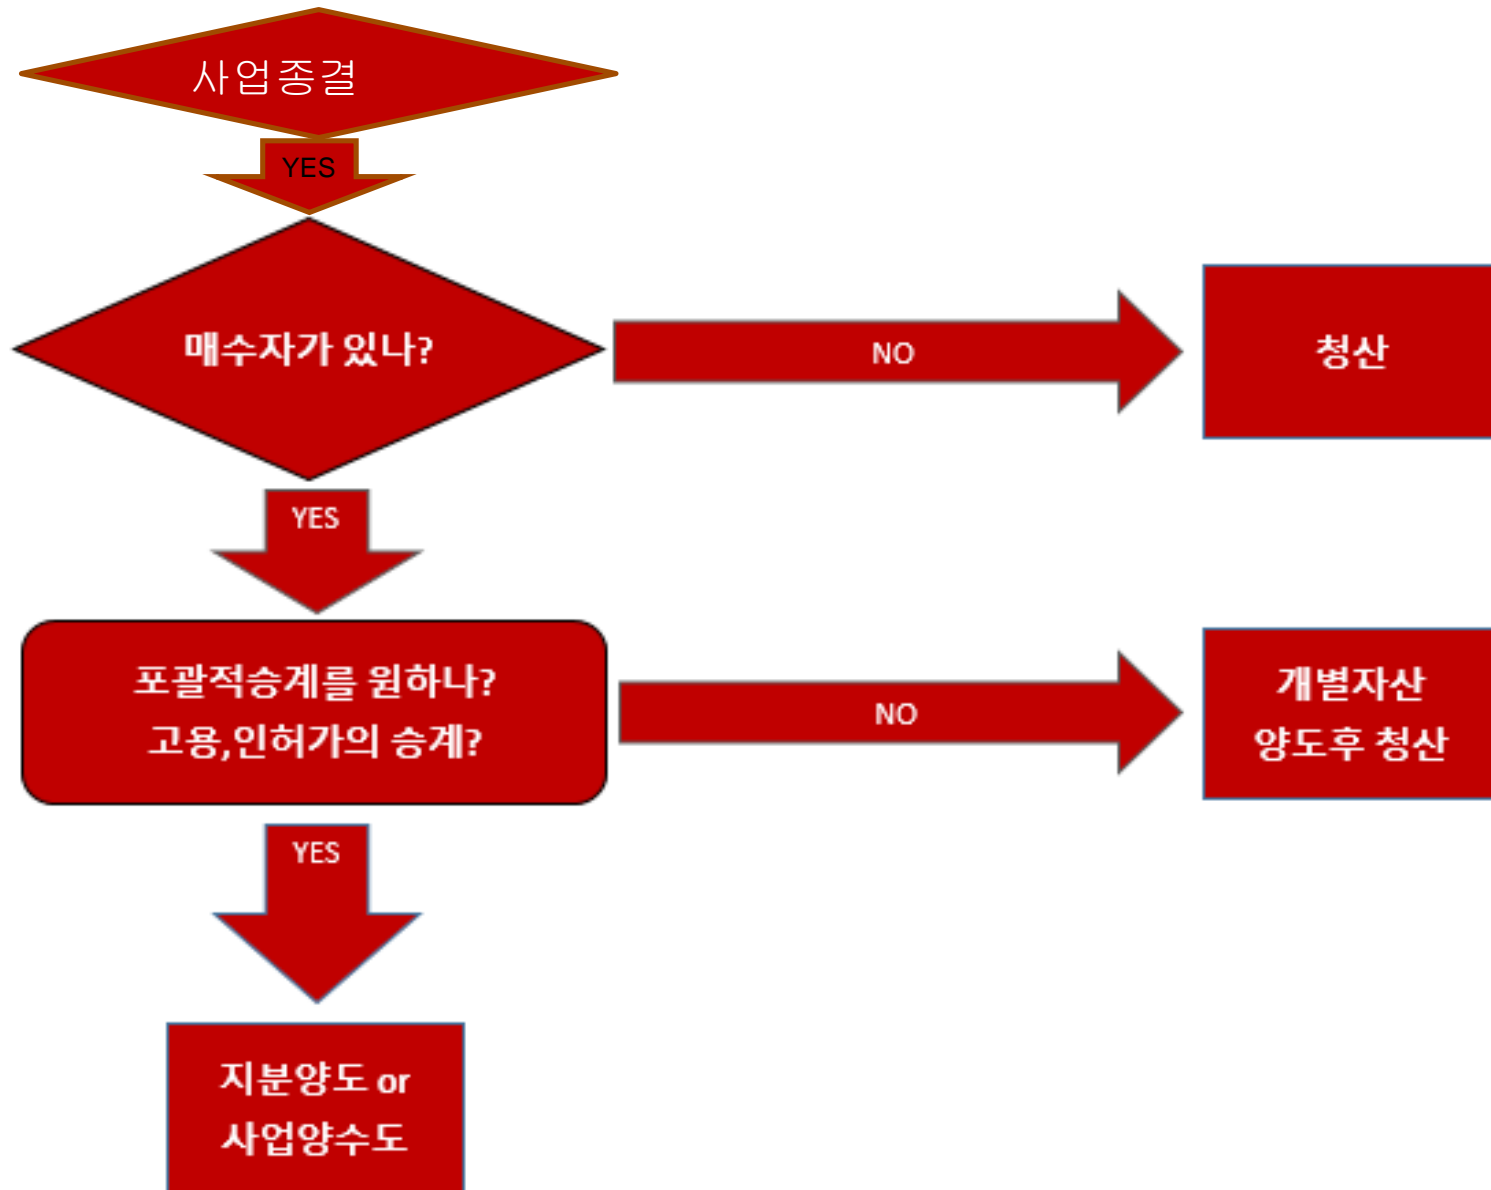 사업종결
YES
매수자가 있나?
NO
청산
YES
포괄적승계를 원하나?
고용,인허가의 승계?
NO
개별자산
양도후 청산
YES
지분양도 or
사업양수도